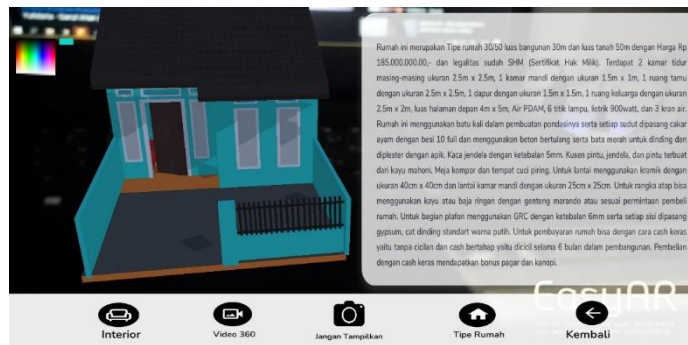 Rumah ini merupakan Tipe rumah 30/50 luas bangunan 30m dan luas tanah 50m dengan Harga Rp
185.000.000.00,- dan legalitas sudah SHM (Sertifikat Hak Milik). Terdapat 2 kamar tidur
masing-masing ukuran 2.5m x 2.5m, 1 kamar mandi dengan ukuran 1.5m x 1m, 1 ruang tamu
dengan ukuran 2.5m x 2.5m, 1 dapur dengan ukuran 1.5m x 1.5m, 1 ruang keluarga dengan ukuran
2.5m x 2m, luas halaman depan 4m x 5m, Air PDAM, 6 titik lampu, listrik 900watt, dan 3 kran air.
Rumah ini menggunakan batu kali dalam pembuatan pondasinya serta setiap sudut dipasang cakar
ayam dengan besi 10 full dan menggunakan beton bertulang serta bata merah untuk dinding dan
diplester dengan apik. Kaca jendela dengan ketebalan 5mm. Kusen pintu, jendela, dan pintu terbuat
dari kayu mahoni. Meja kompor dan tempat cuci piring. Untuk lantai menggunakan kramik dengan
ukuran 40cm x 40cm dan lantai kamar mandi dengan ukuran 25cm x 25cm. Untuk rangka atap bisa
menggunakan kayu atau baja ringan dengan genteng marando atau sesuai permintaan pembeli
rumah. Untuk bagian plafon menggunakan GRC dengan ketebalan 6mm serta setiap sisi dipasang
gypsum, cat dinding standart warna putih. Untuk pembayaran rumah bisa dengan cara cash keras
yaitu tanpa cicilan dan cash bertahap yaitu dicicil selama 6 bulan dalam pembangunan. Pembelian
dengan cash keras mendapatkan bonus pagar dan kanopi.
EasyAR
Interior
Video 360
Jangan Tampilkan
Tipe Rumah
Kembali